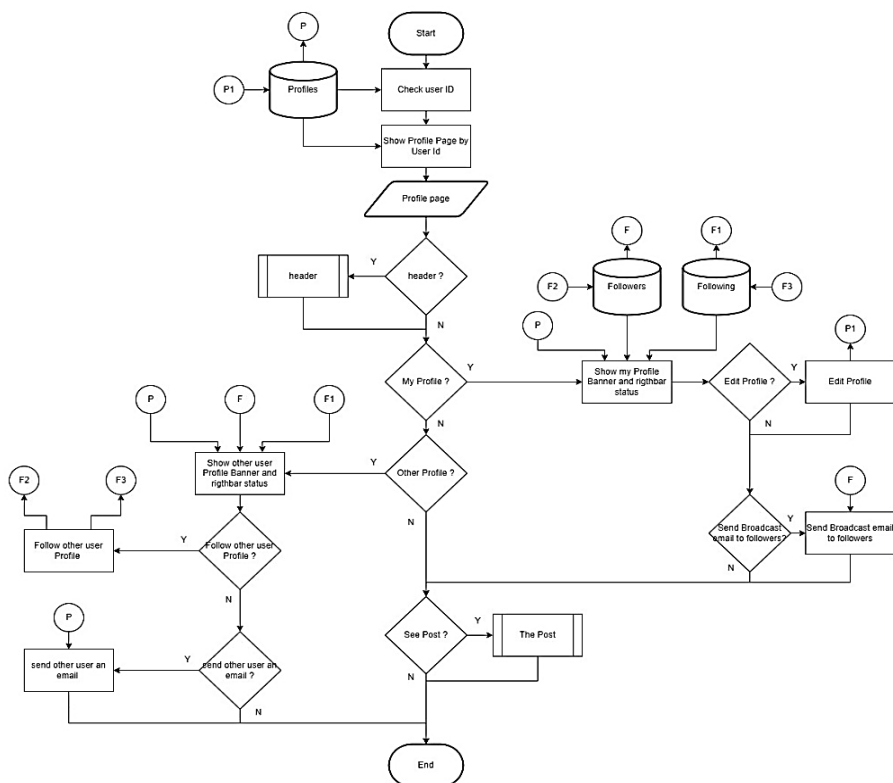 P
Start
P1
Profiles
Check user ID
Show Profile Page by
User Id
Profile page
F
F1
Y
header
header ?
F2
Followers
Following
F3
N
P
P1
My Profile ?
Y
Show my Profile
Banner and rigthbar
status
Edit Profile ?
Y
Edit Profile
P
F
F1
N
N
Show other user
Profile Banner and
rigthbar status
Y
Other Profile ?
F2
F3
F
N
Follow other user
Profile
Y
Follow other user
Profile ?
Send Broadcast
email to followers?
Y
Send Broadcast email
to followers
N
N
P
See Post ?
Y
The Post
send other user an
email
Y
send other user an
email ?
N
N
End